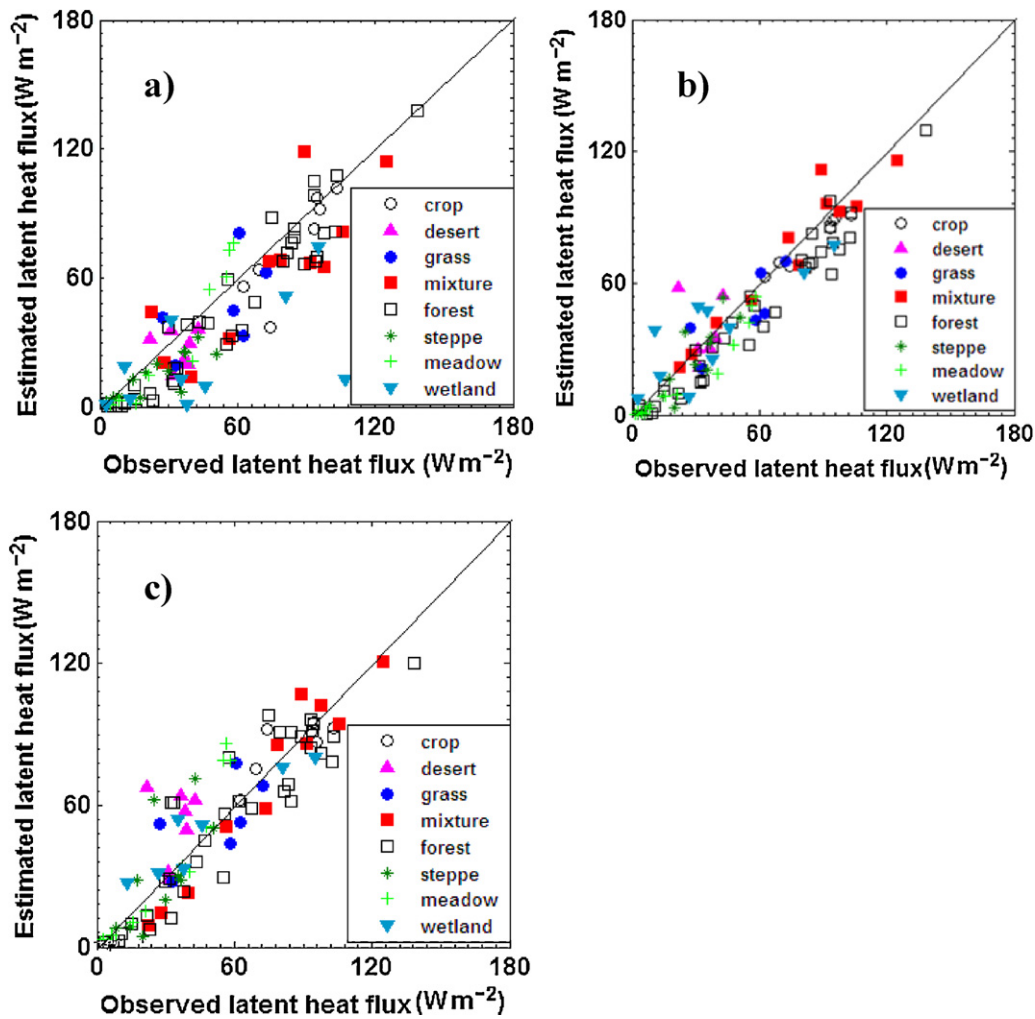 a)
Estimated latent heat flux(W m⁻²)
180
120
60
0
0
60
120
180
Observed latent heat flux (W m⁻²)
crop
desert
grass
mixture
forest
steppe
meadow
wetland
b)
Estimated latent heat flux (W m⁻²)
180
120
60
0
0
60
120
180
Observed latent heat flux(W m⁻²)
crop
desert
grass
mixture
forest
steppe
meadow
wetland
c)
Estimated latent heat flux(W m⁻²)
180
120
60
0
0
60
120
180
Observed latent heat flux (W m⁻²)
crop
desert
grass
mixture
forest
steppe
meadow
wetland